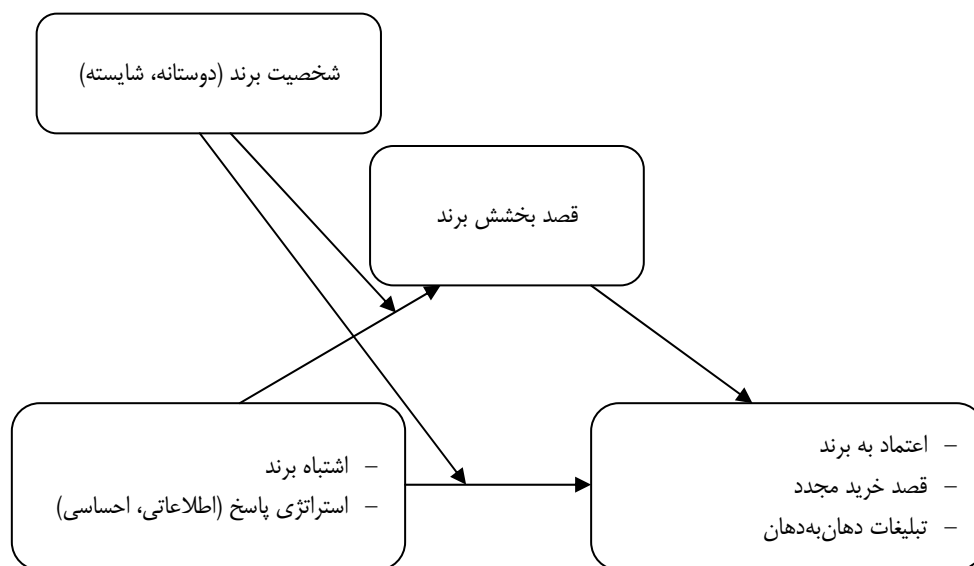 شخصیت برند (دوستانه، شایسته)
قصد بخشش برند
- اشتباه برند
- استراتژی پاسخ (اطلاعاتی، احساسی)
- اعتماد به برند
- قصد خرید مجدد
- تبلیغات دهان‌به‌دهان